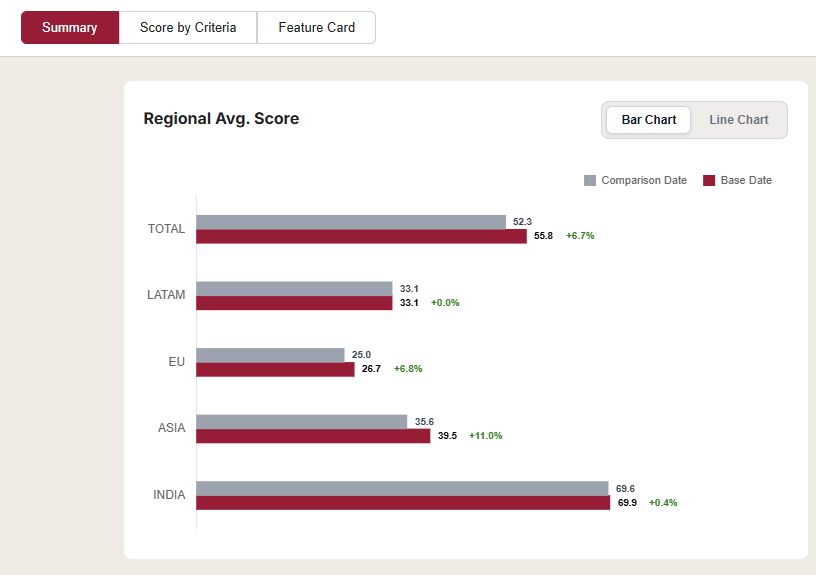 Summary Score by Criteria Feature Card
Regional Avg. Score
Bar Chart Line Chart
Comparison Date Base Date
TOTAL
52.3
55.8 +6.7%
LATAM
33.1
33.1 +0.0%
EU
25.0
26.7 +6.8%
ASIA
35.6
39.5 +11.0%
INDIA
69.6
69.9 +0.4%